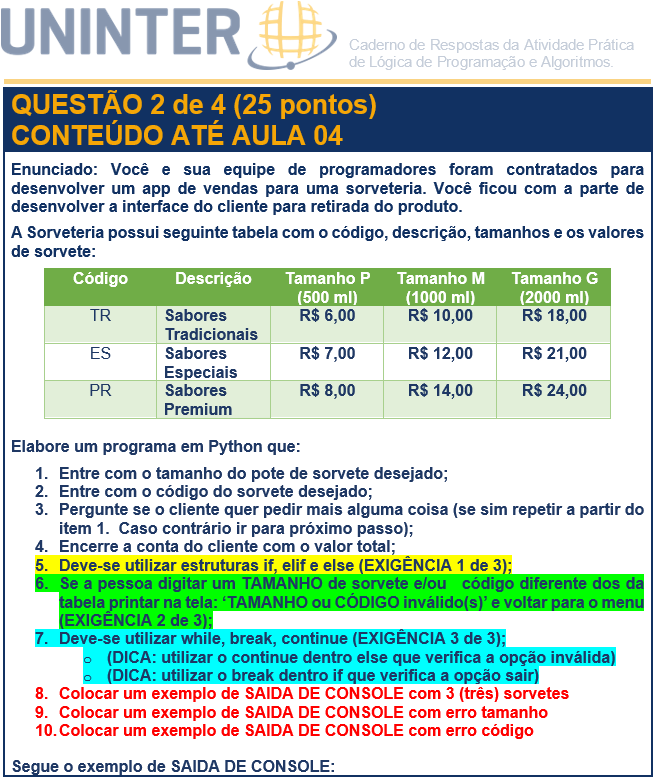 UNINTER
Caderno de Respostas da Atividade Prática
de Lógica de Programação e Algoritmos.
QUESTÃO 2 de 4 (25 pontos)
CONTEÚDO ATÉ AULA 04
Enunciado: Você e sua equipe de programadores foram contratados para
desenvolver um app de vendas para uma sorveteria. Você ficou com a parte de
desenvolver a interface do cliente para retirada do produto.
A Sorveteria possui seguinte tabela com o código, descrição, tamanhos e os valores
de sorvete:
Código Descrição Tamanho P Tamanho M Tamanho G
(500 ml) (1000 ml) (2000 ml)
TR Sabores R$ 6,00 R$ 10,00 R$ 18,00
Tradicionais
ES Sabores R$ 7,00 R$ 12,00 R$ 21,00
Especiais
PR Sabores R$ 8,00 R$ 14,00 R$ 24,00
Premium
Elabore um programa em Python que:
1. Entre com o tamanho do pote de sorvete desejado;
2. Entre com o código do sorvete desejado;
3. Pergunte se o cliente quer pedir mais alguma coisa (se sim repetir a partir do
item 1. Caso contrário ir para próximo passo);
4. Encerre a conta do cliente com o valor total;
5. Deve-se utilizar estruturas if, elif e else (EXIGÊNCIA 1 de 3);
6. Se a pessoa digitar um TAMANHO de sorvete e/ou código diferente dos da
tabela printar na tela: ‘TAMANHO ou CÓDIGO inválido(s)’ e voltar para o menu
(EXIGÊNCIA 2 de 3);
7. Deve-se utilizar while, break, continue (EXIGÊNCIA 3 de 3);
o (DICA: utilizar o continue dentro else que verifica a opção inválida)
o (DICA: utilizar o break dentro if que verifica a opção sair)
8. Colocar um exemplo de SAIDA DE CONSOLE com 3 (três) sorvetes
9. Colocar um exemplo de SAIDA DE CONSOLE com erro tamanho
10. Colocar um exemplo de SAIDA DE CONSOLE com erro código
Segue o exemplo de SAIDA DE CONSOLE: